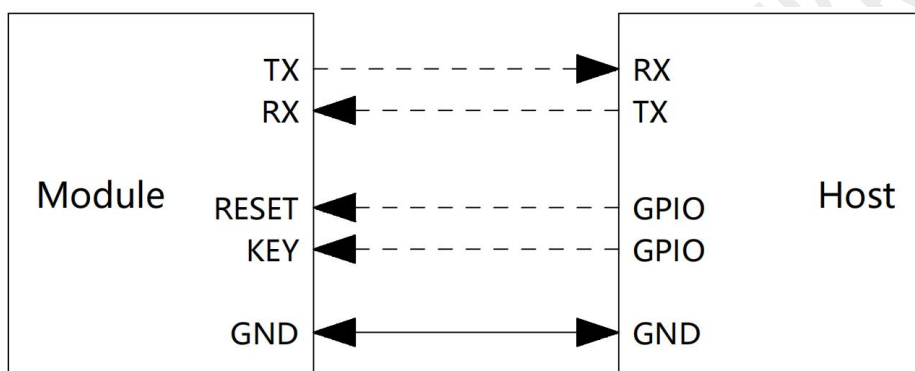 TX RX
RX TX
Module Host
RESET GPIO
KEY GPIO
GND GND